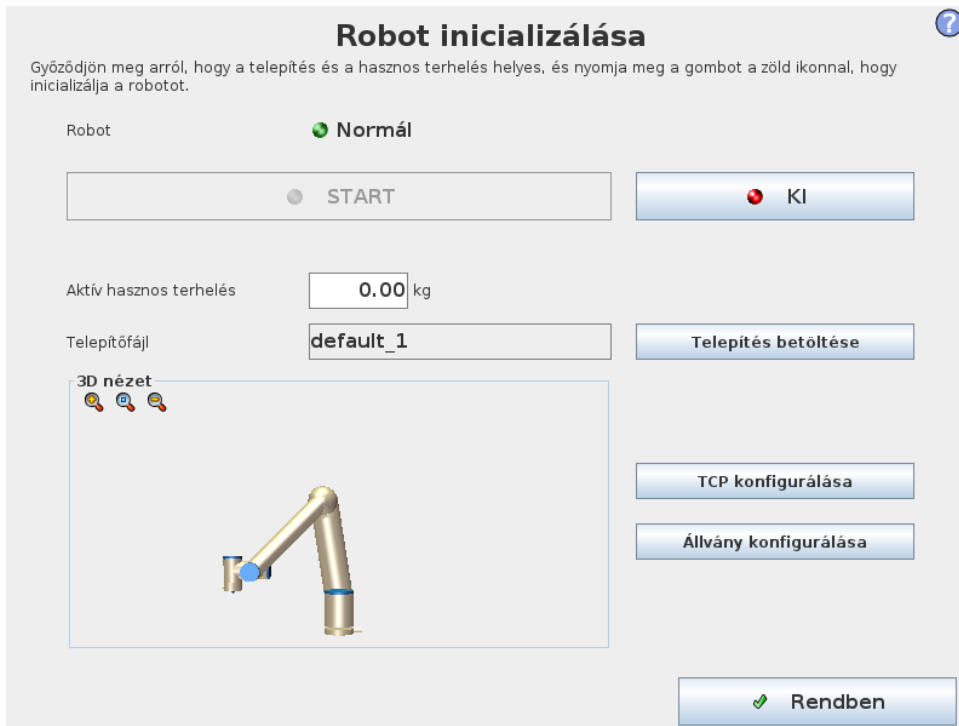 Robot inicializálása
?
Győződjön meg arról, hogy a telepítés és a hasznos terhelés helyes, és nyomja meg a gombot a zöld ikonnal, hogy
inicializálja a robotot.
Robot
Normál
START
KI
Aktív hasznos terhelés
0.00 kg
Telepítőfájl
default_1
Telepítés betöltése
3D nézet
TCP konfigurálása
Állvány konfigurálása
Rendben